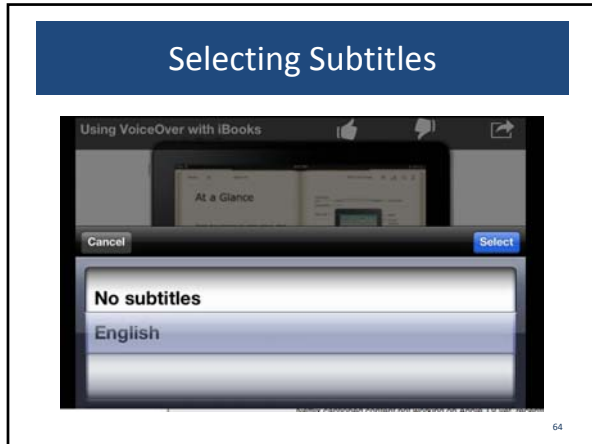 Selecting Subtitles
Using VoiceOver with iBooks
At a Glance
Cancel
Select
No subtitles
English
64